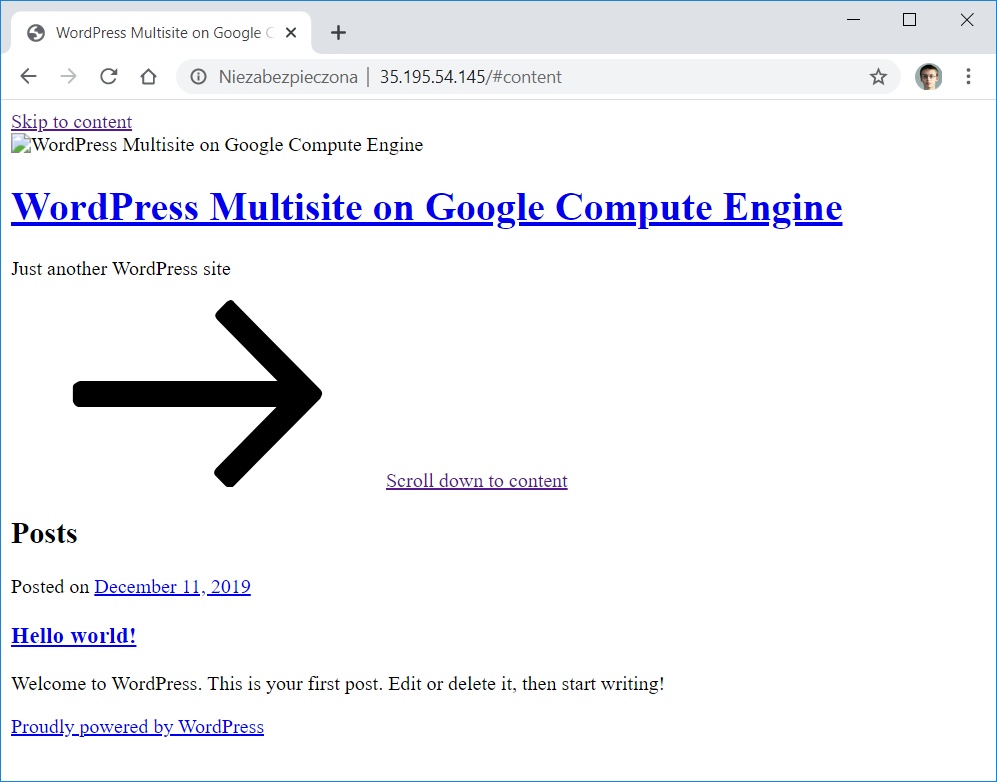 WordPress Multisite on Google C
Niezabezpieczona | 35.195.54.145/#content
Skip to content
WordPress Multisite on Google Compute Engine
WordPress Multisite on Google Compute Engine
Just another WordPress site
Scroll down to content
Posts
Posted on December 11, 2019
Hello world!
Welcome to WordPress. This is your first post. Edit or delete it, then start writing!
Proudly powered by WordPress